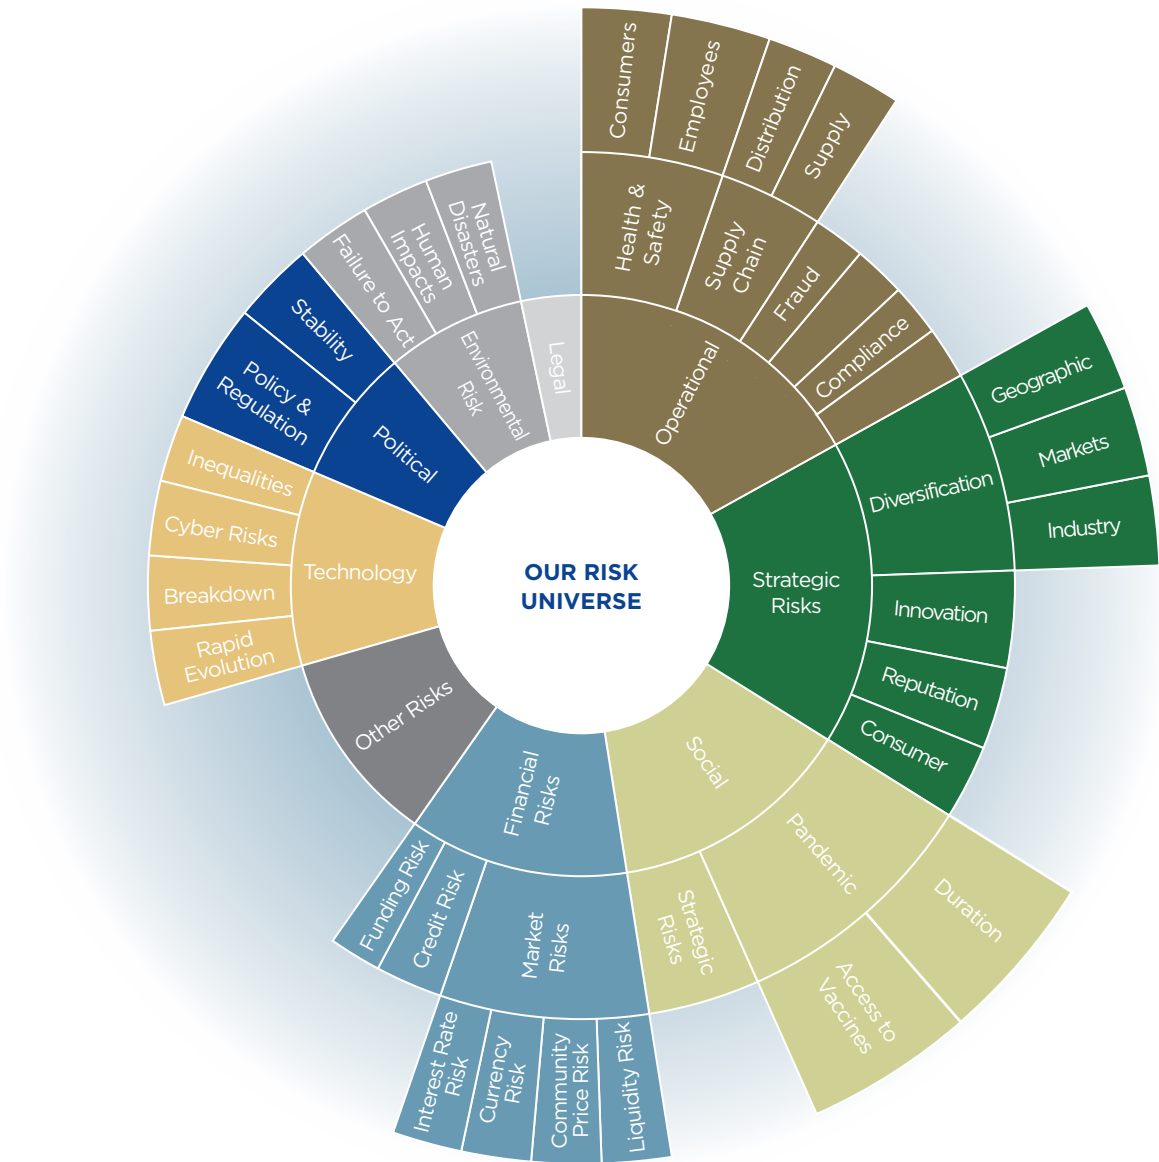 OUR RISK
UNIVERSE
Operational
Health &
Safety
Consumers
Employees
Supply
Chain
Distribution
Supply
Fraud
Compliance
Strategic
Risks
Diversification
Geographic
Markets
Industry
Innovation
Reputation
Consumer
Social
Pandemic
Duration
Access to
Vaccines
Strategic
Risks
Financial
Risks
Market
Risks
Liquidity Risk
Community
Price Risk
Currency
Risk
Interest Rate
Risk
Credit Risk
Funding Risk
Other Risks
Technology
Rapid
Evolution
Breakdown
Cyber Risks
Inequalities
Political
Policy &
Regulation
Stability
Environmental
Risk
Failure to Act
Human
Impacts
Natural
Disasters
Legal